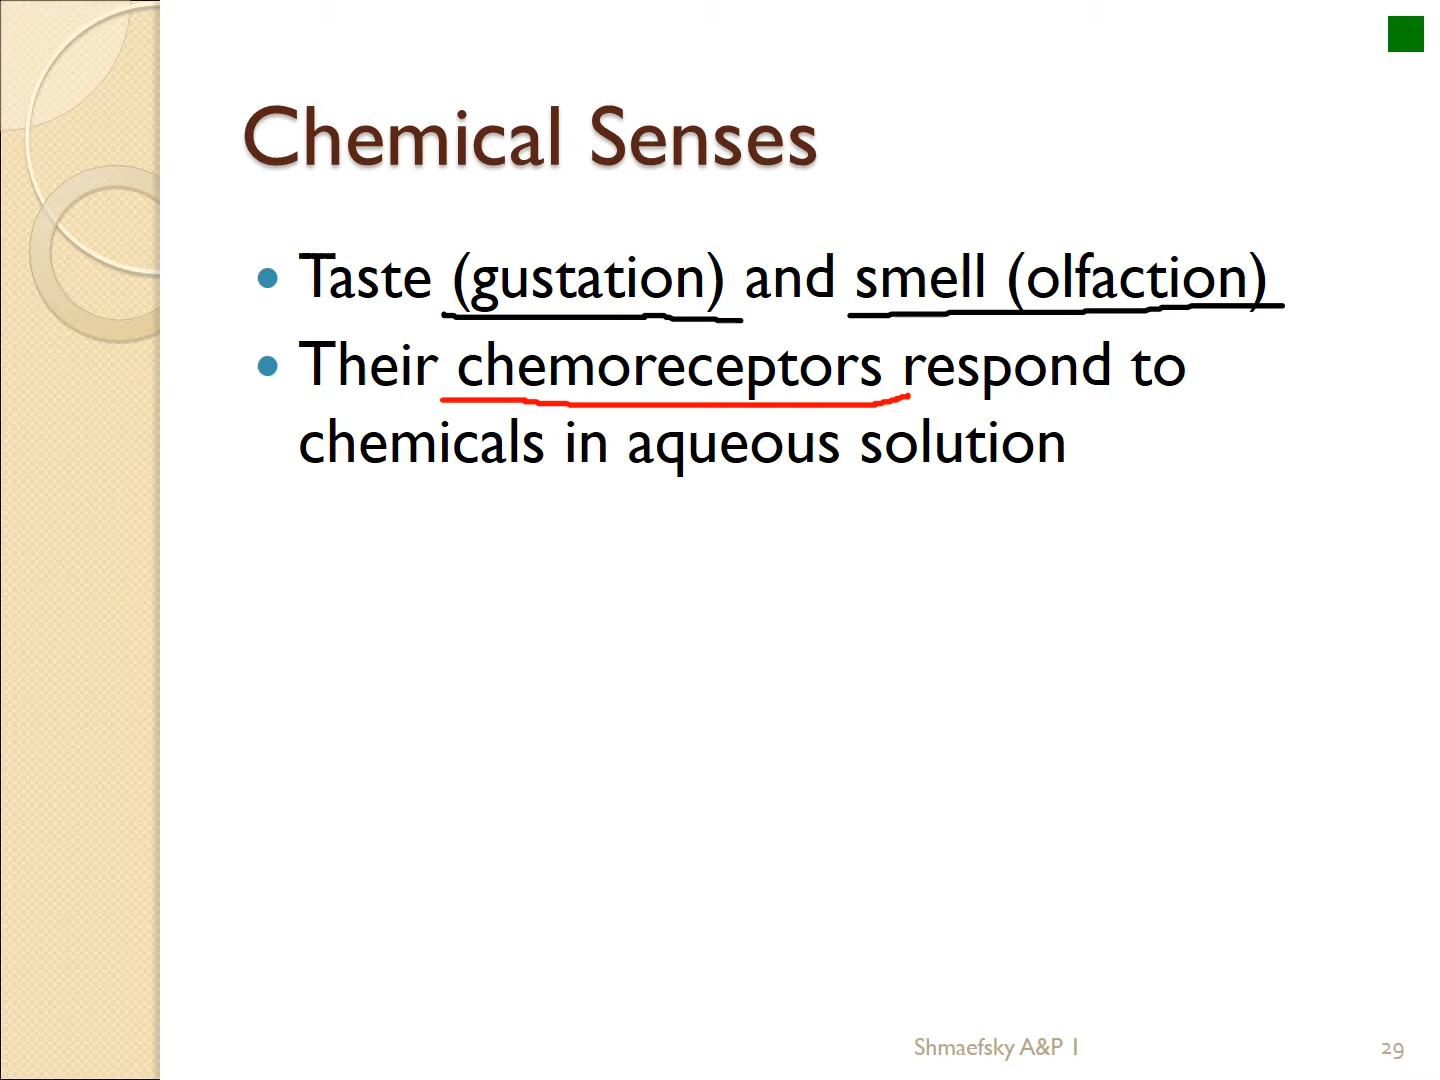 Chemical Senses
• Taste (gustation) and smell (olfaction)
• Their chemoreceptors respond to
chemicals in aqueous solution
Shmaefsky A&P 1
29